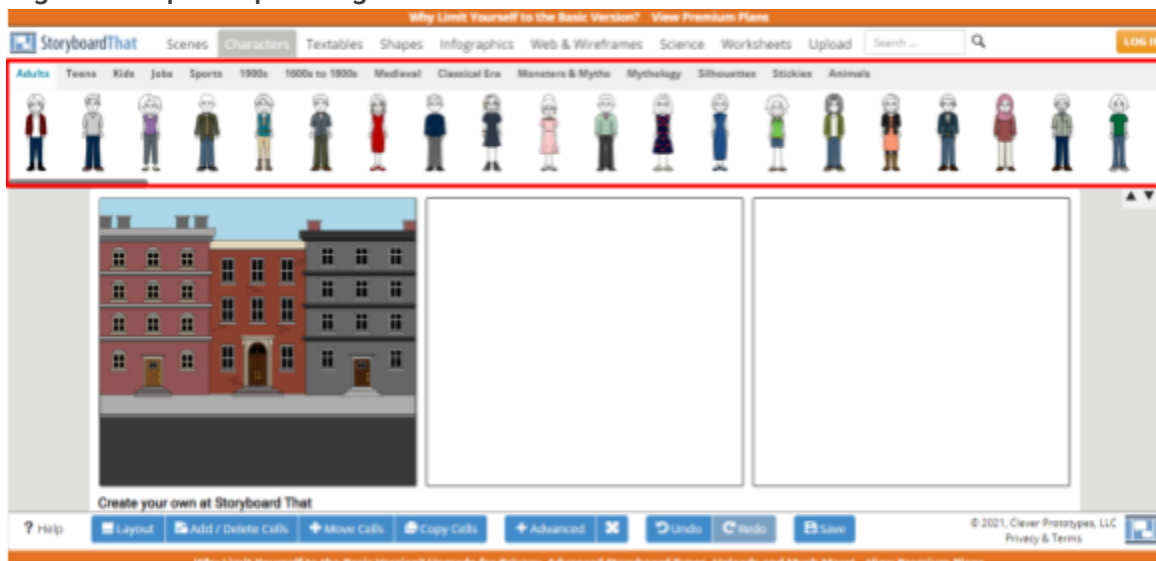 Why Limit Yourself to the Basic Version? View Premium Plans
StoryboardThat Scenes Characters Textables Shapes Infographics Web & Wireframes Science Worksheets Upload Search ... LOG IN
Adults Teens Kids Jobs Sports 1900s 1600s to 1800s Medieval Classical Era Monsters & Myths Mythology Silhouettes Stickies Animals
Create your own at Storyboard That
? Help Layout Add / Delete Cells Move Cells Copy Cells Advanced Undo Redo Save © 2021, Clever Prototypes, LLC
Privacy & Terms